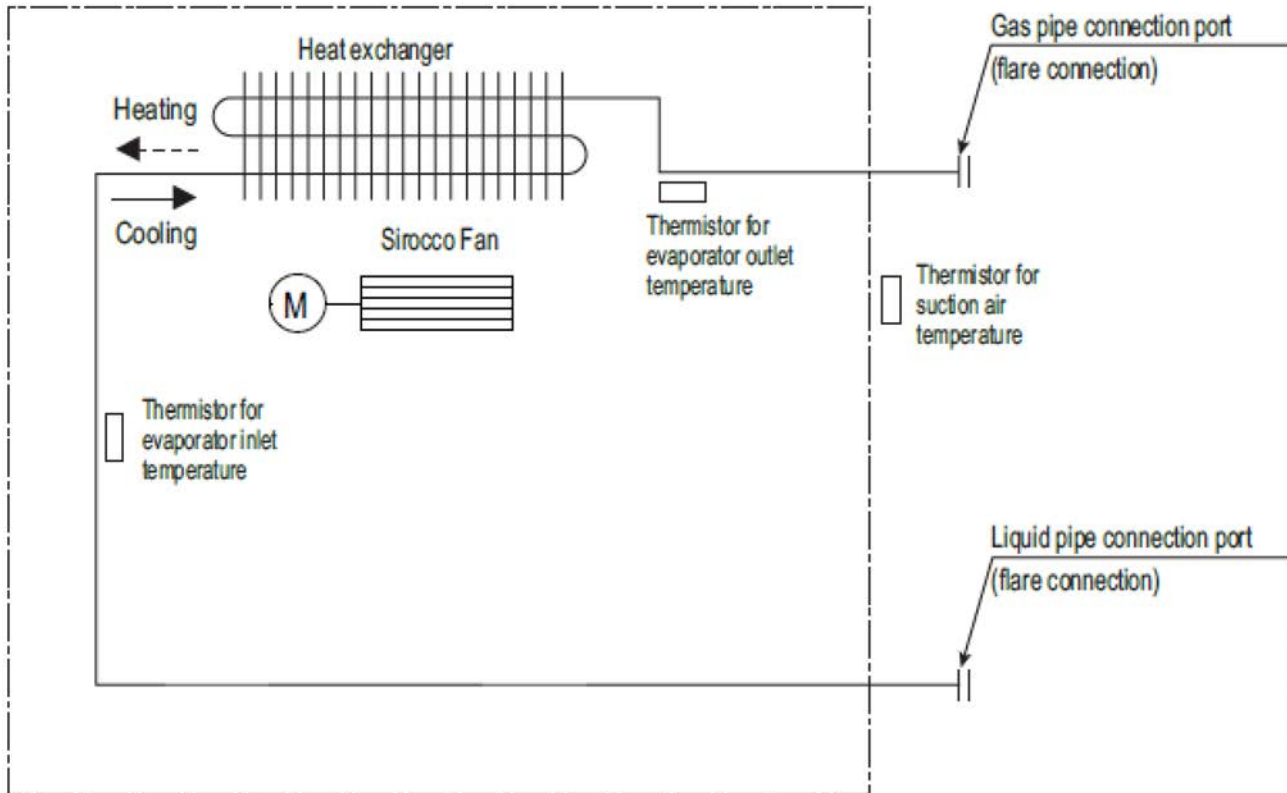 Heat exchanger
Gas pipe connection port
(flare connection)
Heating
Cooling
Sirocco Fan
M
Thermistor for
evaporator outlet
temperature
Thermistor for
suction air
temperature
Thermistor for
evaporator inlet
temperature
Liquid pipe connection port
(flare connection)